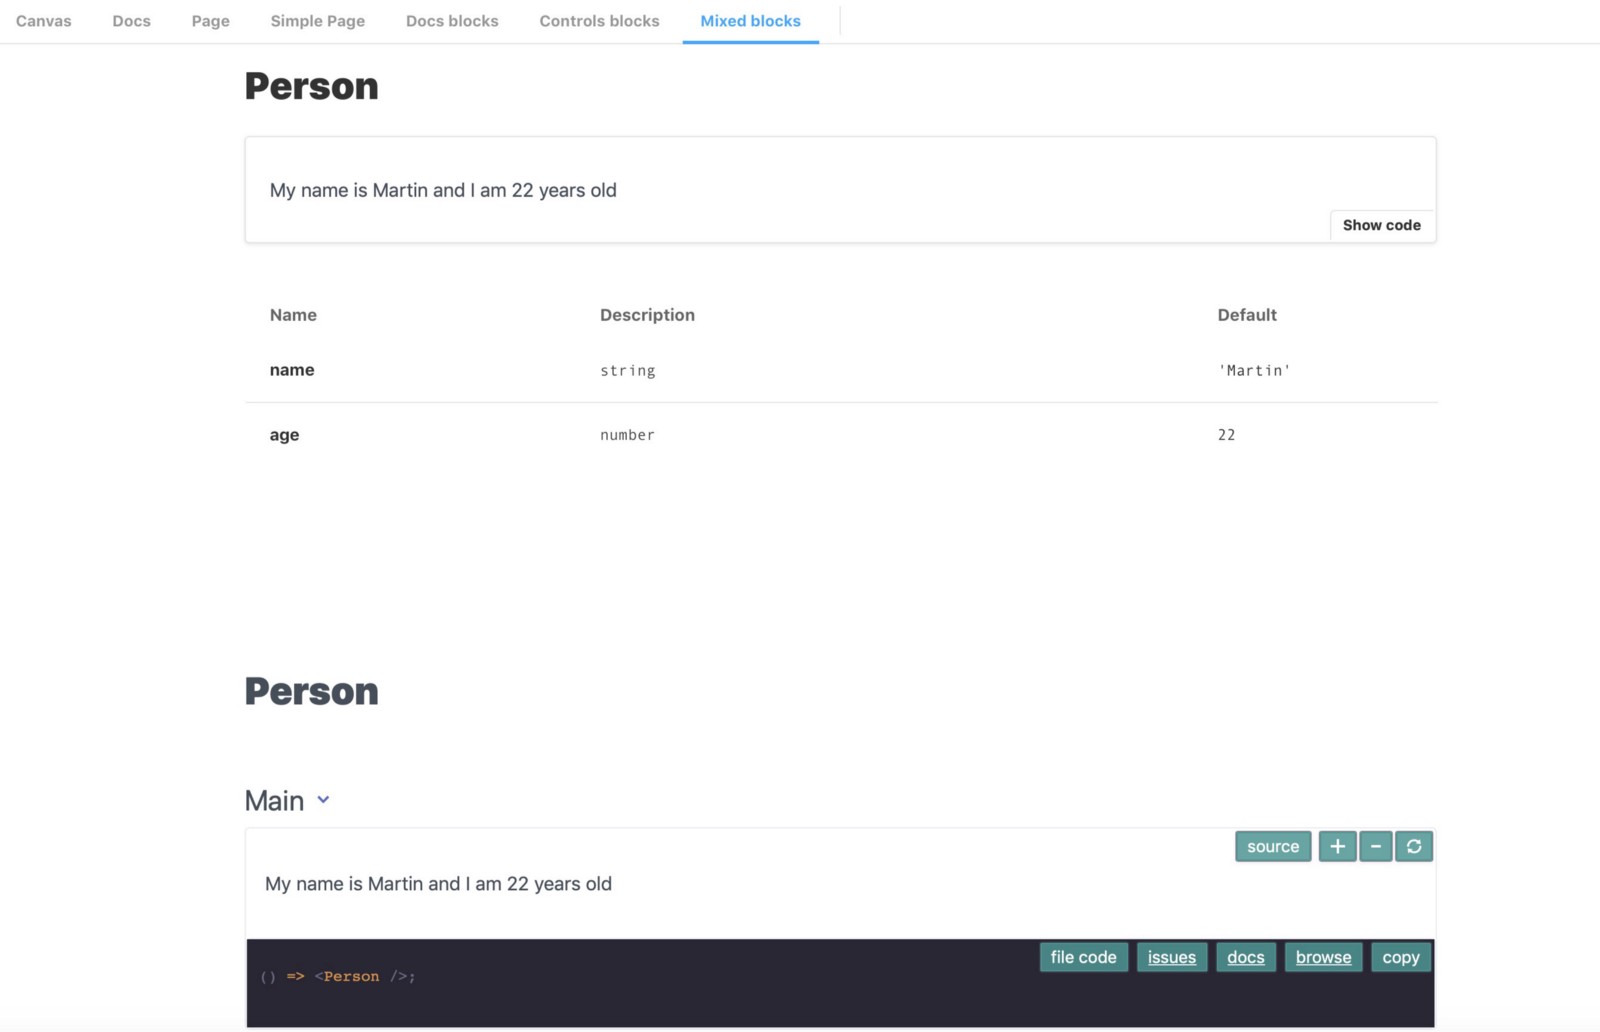 Canvas Docs Page Simple Page Docs blocks Controls blocks Mixed blocks
Person
My name is Martin and I am 22 years old
Show code
Name Description Default
name string 'Martin'
age number 22
Person
Main
source + -
My name is Martin and I am 22 years old
file code issues docs browse copy
() => <Person />;